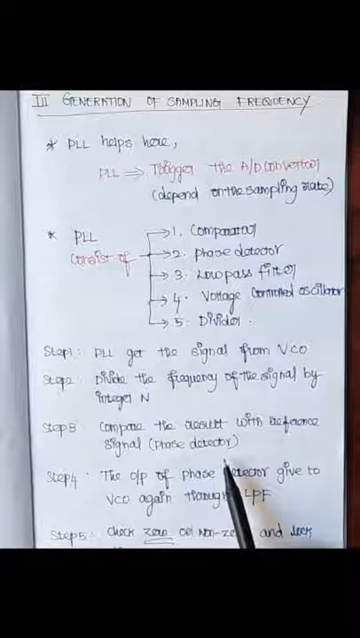 III GENERATION OF SAMPLING FREQUENCY
* PLL helps here,
PLL ⇒ Trigger the A/D Convertor
(depend on the sampling rate)
* PLL consist of
→ 1. Comparator
→ 2. Phase detector
→ 3. Low pass filter
→ 4. Voltage Controlled oscillator
→ 5. Divider.
Step1: PLL get the signal from VCO
Step2: Divide the frequency of the signal by
integer N
Step3: Compare the result with Reference
signal (Phase detector)
Step4: The O/P of Phase detector give to
VCO again through LPF
Step5: Check zero or Non-ze and lock